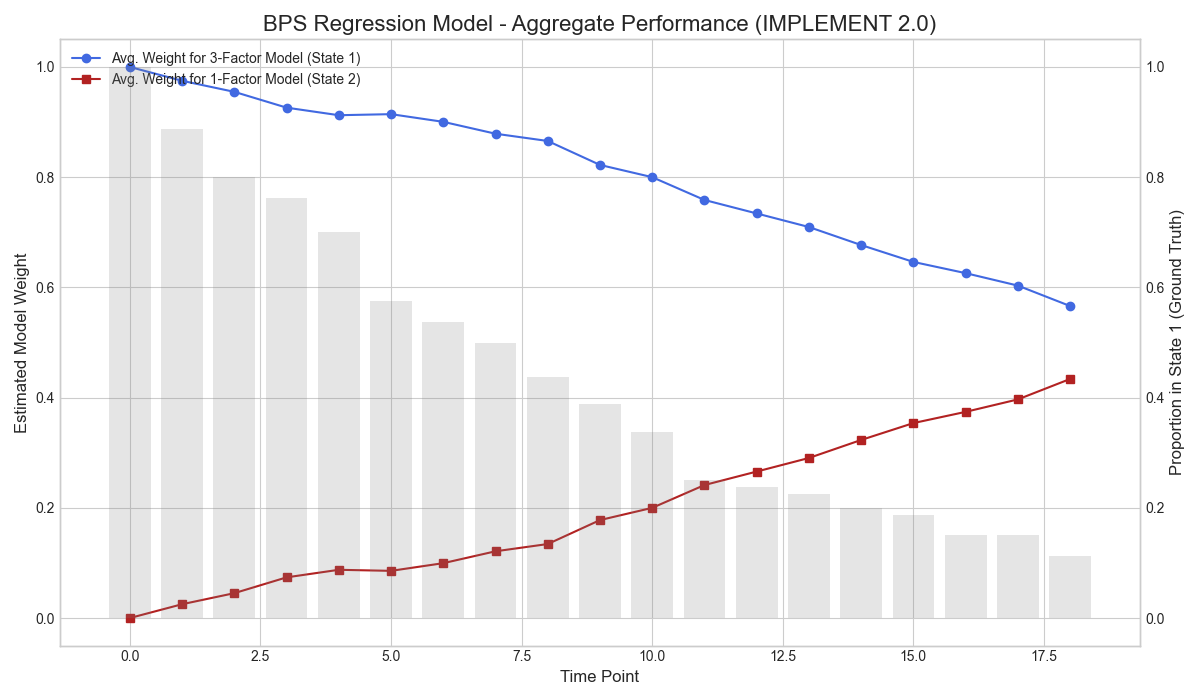 BPS Regression Model - Aggregate Performance (IMPLEMENT 2.0)
Avg. Weight for 3-Factor Model (State 1)
Avg. Weight for 1-Factor Model (State 2)
Estimated Model Weight
1.0
0.8
0.6
0.4
0.2
0.0
1.0
0.8
0.6
0.4
0.2
0.0
Proportion in State 1 (Ground Truth)
0.0 2.5 5.0 7.5 10.0 12.5 15.0 17.5
Time Point